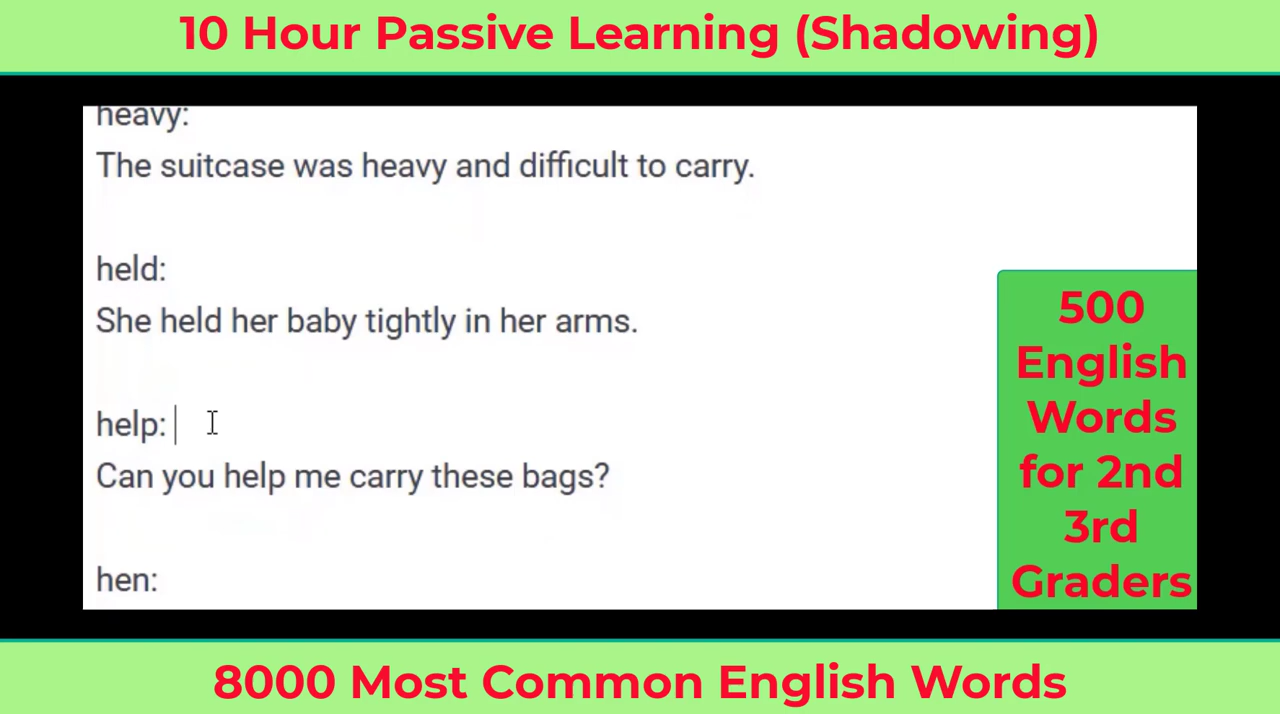 10 Hour Passive Learning (Shadowing)
heavy:
The suitcase was heavy and difficult to carry.
held:
She held her baby tightly in her arms.
help:
Can you help me carry these bags?
hen:
500
English
Words
for 2nd
3rd
Graders
8000 Most Common English Words